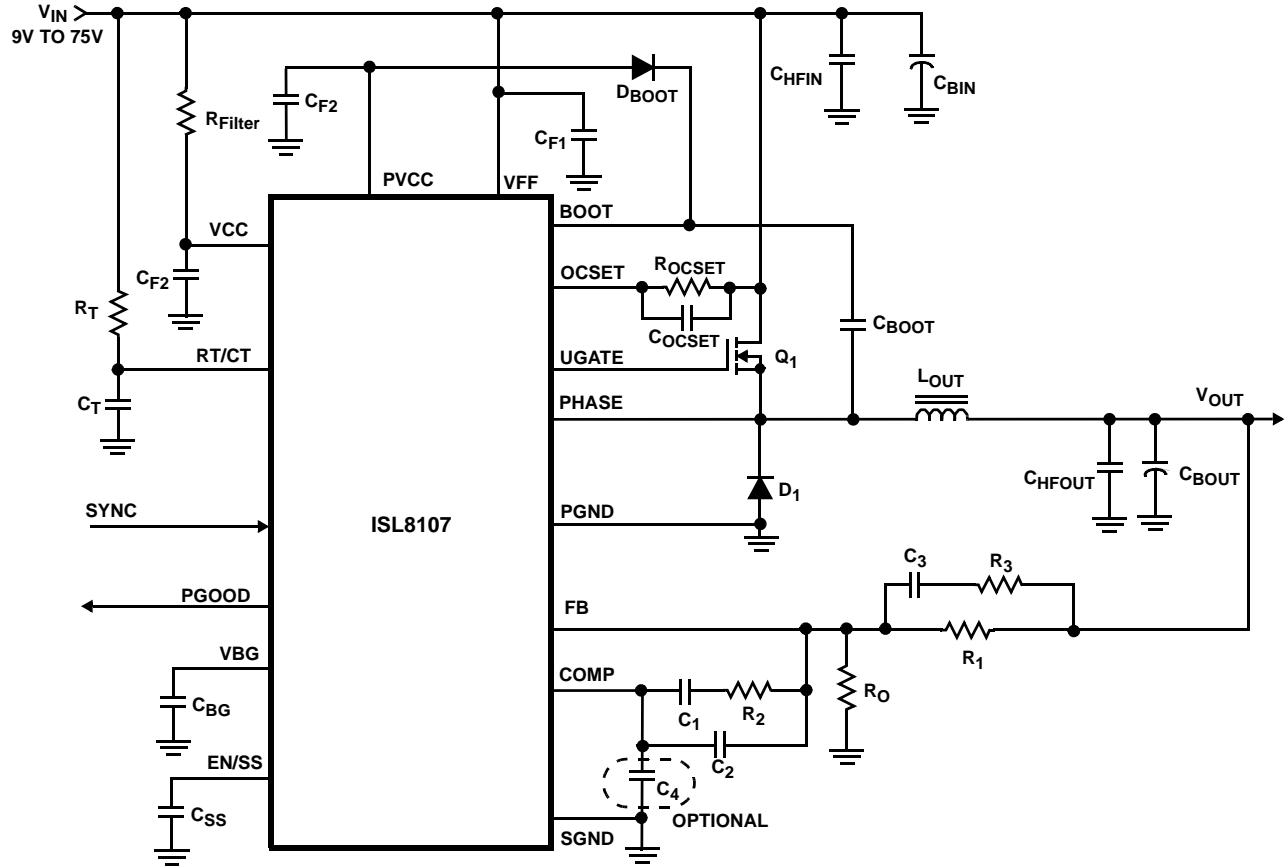 VIN
9V TO 75V
CHFIN
CBIN
DBOOT
CF2
RFilter
CF1
PVCC
VFF
BOOT
VCC
OCSET
ROCSET
CF2
COCSET
RT
CBOOT
RT/CT
UGATE
Q1
LOUT
CT
PHASE
VOUT
CHFOUT
CBOUT
D1
SYNC
PGND
ISL8107
C3
R3
PGOOD
FB
R1
VBG
COMP
RO
CBG
C1
R2
C2
EN/SS
C4
CSS
OPTIONAL
SGND